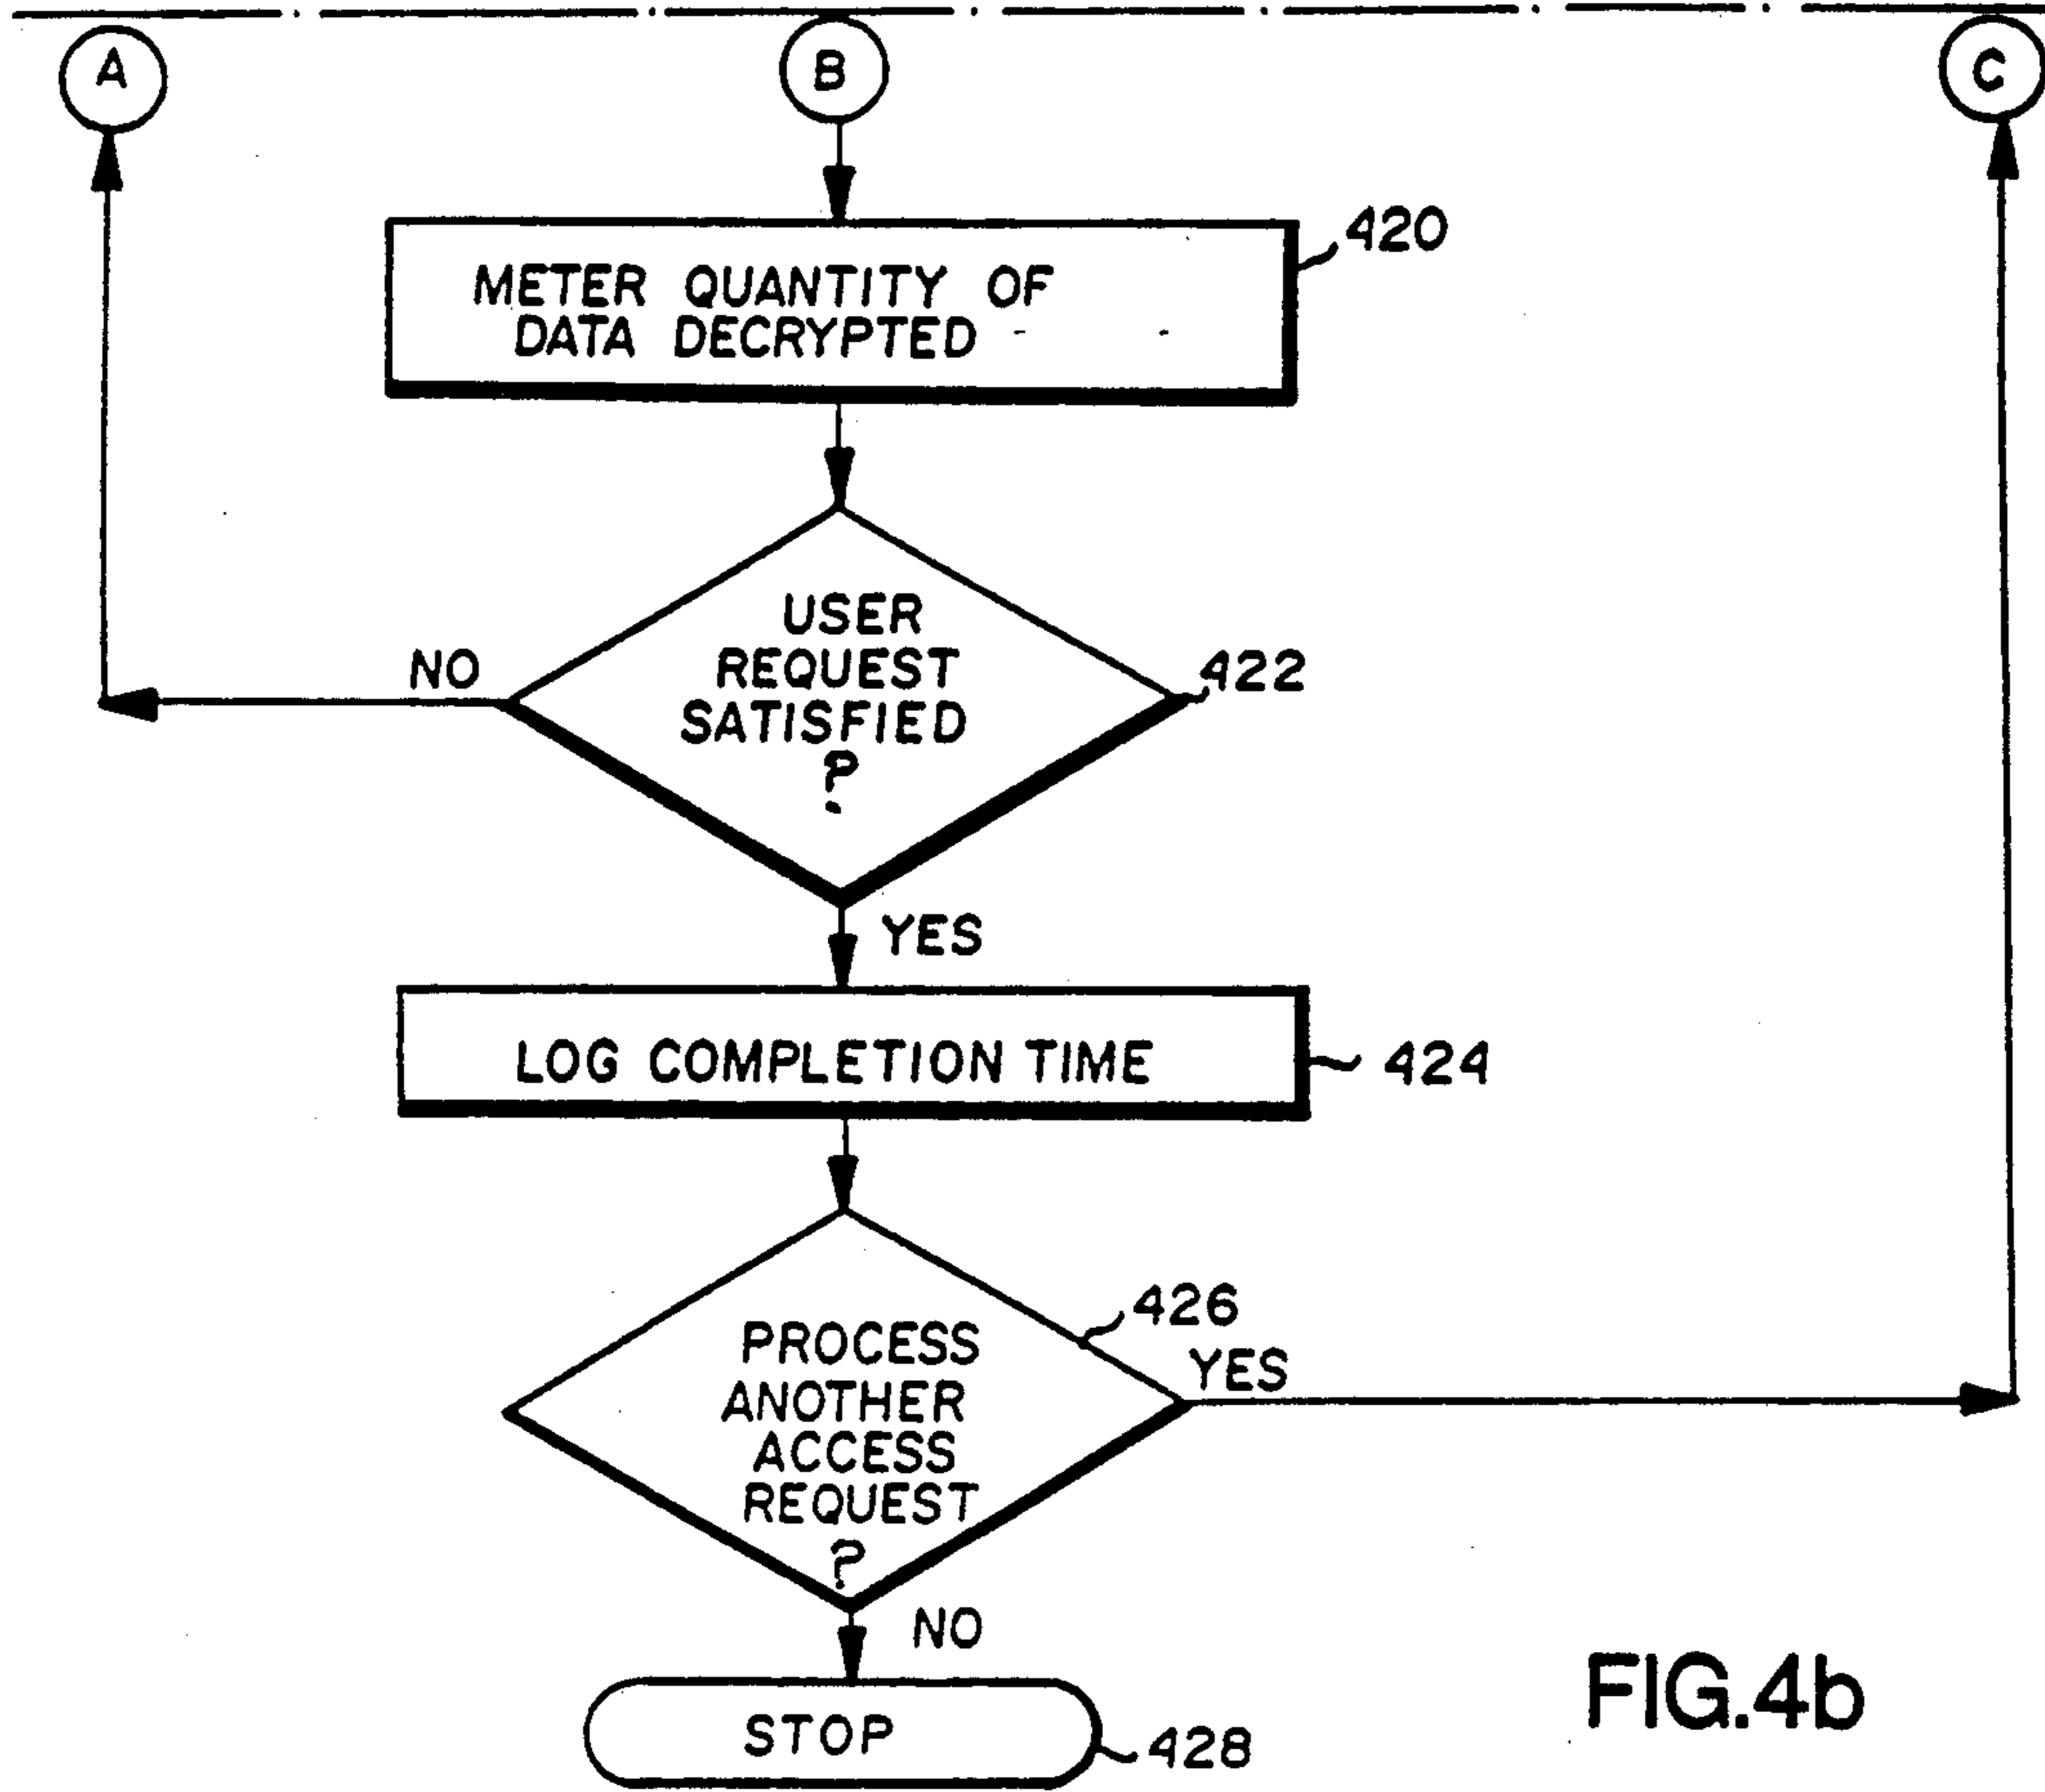 A
B
C
420
METER QUANTITY OF
DATA DECRYPTED
USER
REQUEST
SATISFIED
?
NO
422
YES
LOG COMPLETION TIME
424
426
PROCESS
ANOTHER
ACCESS
REQUEST
?
YES
NO
STOP
428
FIG.4b